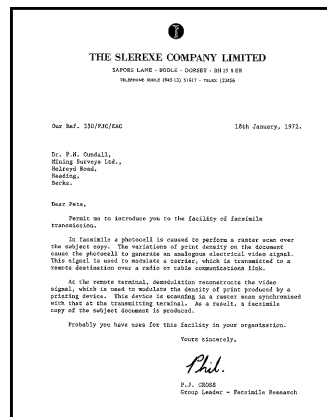 THE SLEREXE COMPANY LIMITED
SAPORS LANE - BOOLE - DORSET - BH 25 8 ER
TELEPHONE BOOLE (945 13) 51617 - TELEX 123456
Our Ref. 350/PJC/EAC 18th January, 1972.
Dr. P.N. Cundall,
Mining Surveys Ltd.,
Holroyd Road,
Reading,
Berks.
Dear Pete,
Permit me to introduce you to the facility of facsimile
transmission.
In facsimile a photocell is caused to perform a raster scan over
the subject copy. The variations of print density on the document
cause the photocell to generate an analogous electrical video signal.
This signal is used to modulate a carrier, which is transmitted to a
remote destination over a radio or cable communications link.
At the remote terminal, demodulation reconstructs the video
signal, which is used to modulate the density of print produced by a
printing device. This device is scanning in a raster scan synchronised
with that at the transmitting terminal. As a result, a facsimile
copy of the subject document is produced.
Probably you have uses for this facility in your organisation.
Yours sincerely,
Phil.
P.J. CROSS
Group Leader - Facsimile Research